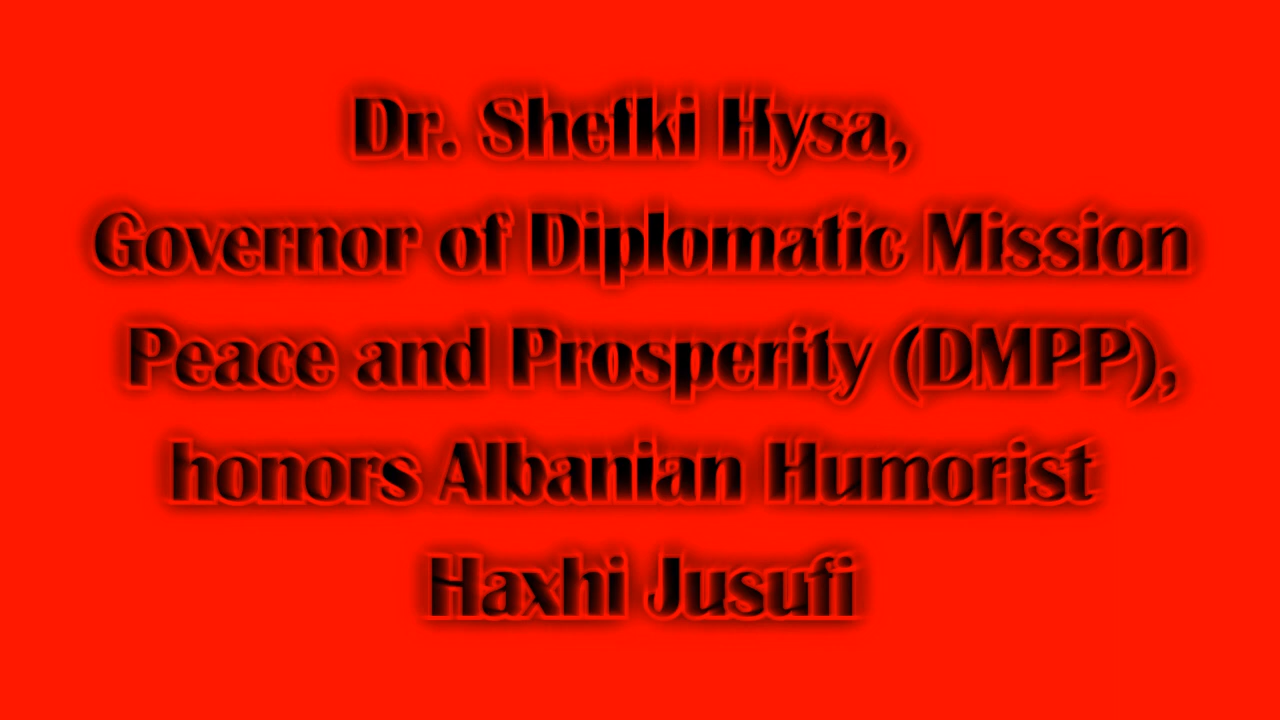 Dr. Shefki Hysa,
Governor of Diplomatic Mission
Peace and Prosperity (DMPP),
honors Albanian Humorist
Haxhi Jusufi